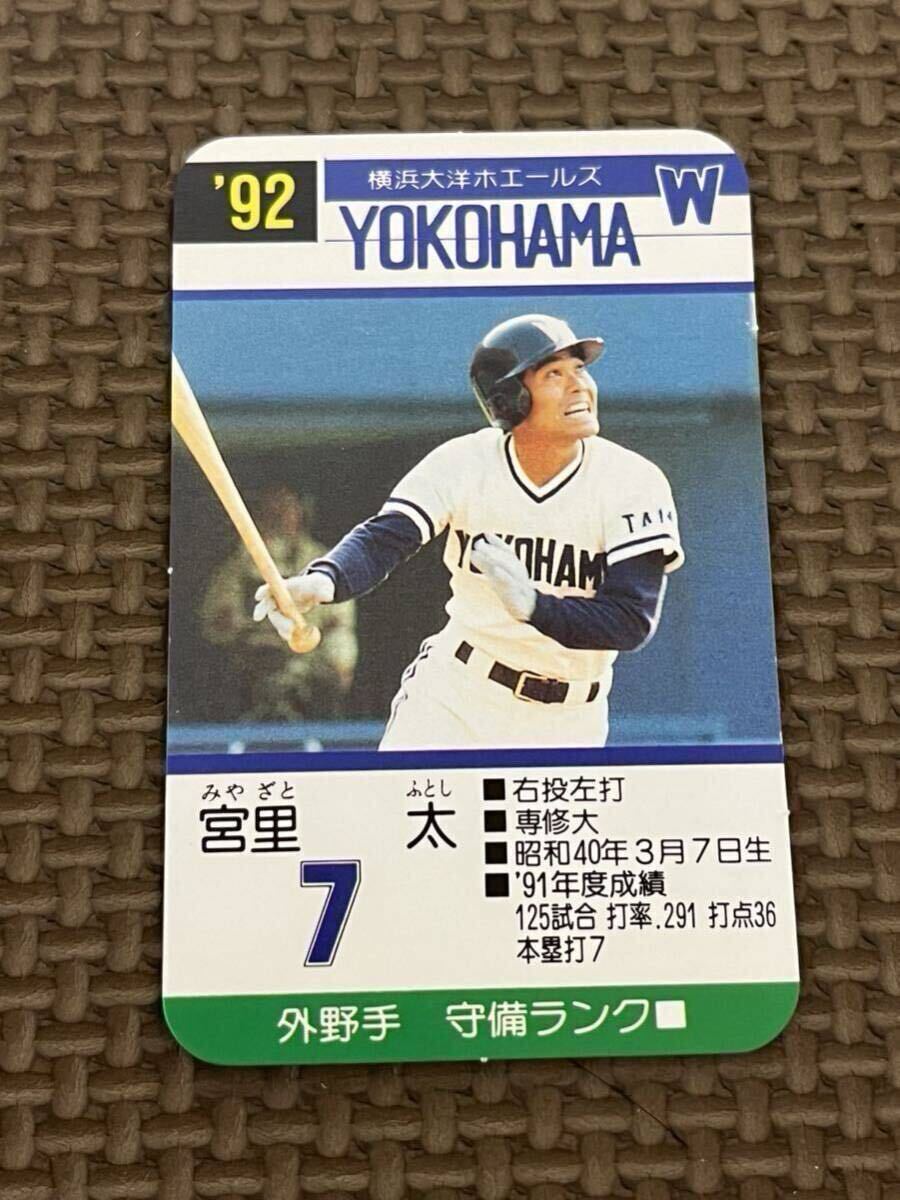 '92
横浜大洋ホエールズ
W
YOKOHAMA
TAI
YOKOHAM
みやざと ふとし
宮里 太
7
■右投左打
■専修大
■昭和40年3月7日生
■'91年度成績
125試合 打率.291 打点36
本塁打7
外野手 守備ランク■